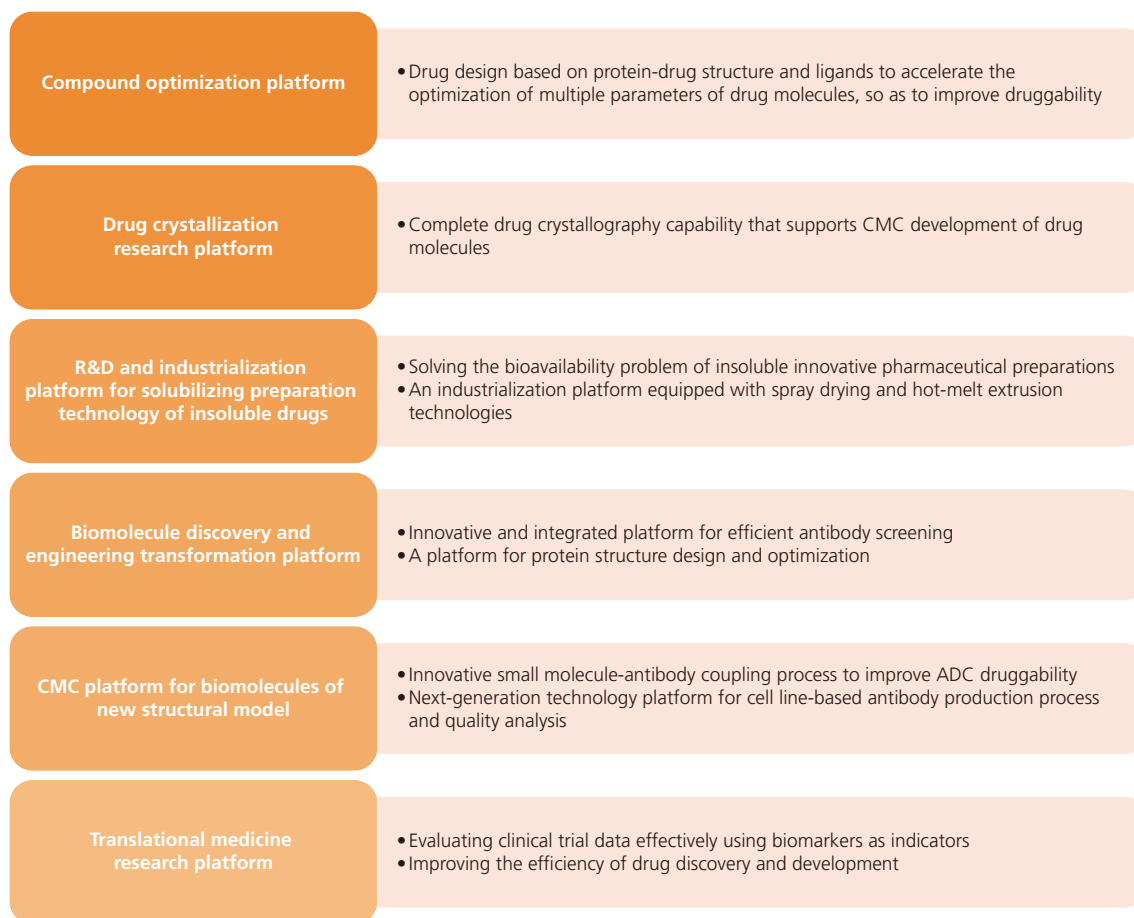 Compound optimization platform
• Drug design based on protein-drug structure and ligands to accelerate the
optimization of multiple parameters of drug molecules, so as to improve druggability
Drug crystallization
research platform
• Complete drug crystallography capability that supports CMC development of drug
molecules
R&D and industrialization
platform for solubilizing preparation
technology of insoluble drugs
• Solving the bioavailability problem of insoluble innovative pharmaceutical preparations
• An industrialization platform equipped with spray drying and hot-melt extrusion
technologies
Biomolecule discovery and
engineering transformation platform
• Innovative and integrated platform for efficient antibody screening
• A platform for protein structure design and optimization
CMC platform for biomolecules of
new structural model
• Innovative small molecule-antibody coupling process to improve ADC druggability
• Next-generation technology platform for cell line-based antibody production process
and quality analysis
Translational medicine
research platform
• Evaluating clinical trial data effectively using biomarkers as indicators
• Improving the efficiency of drug discovery and development